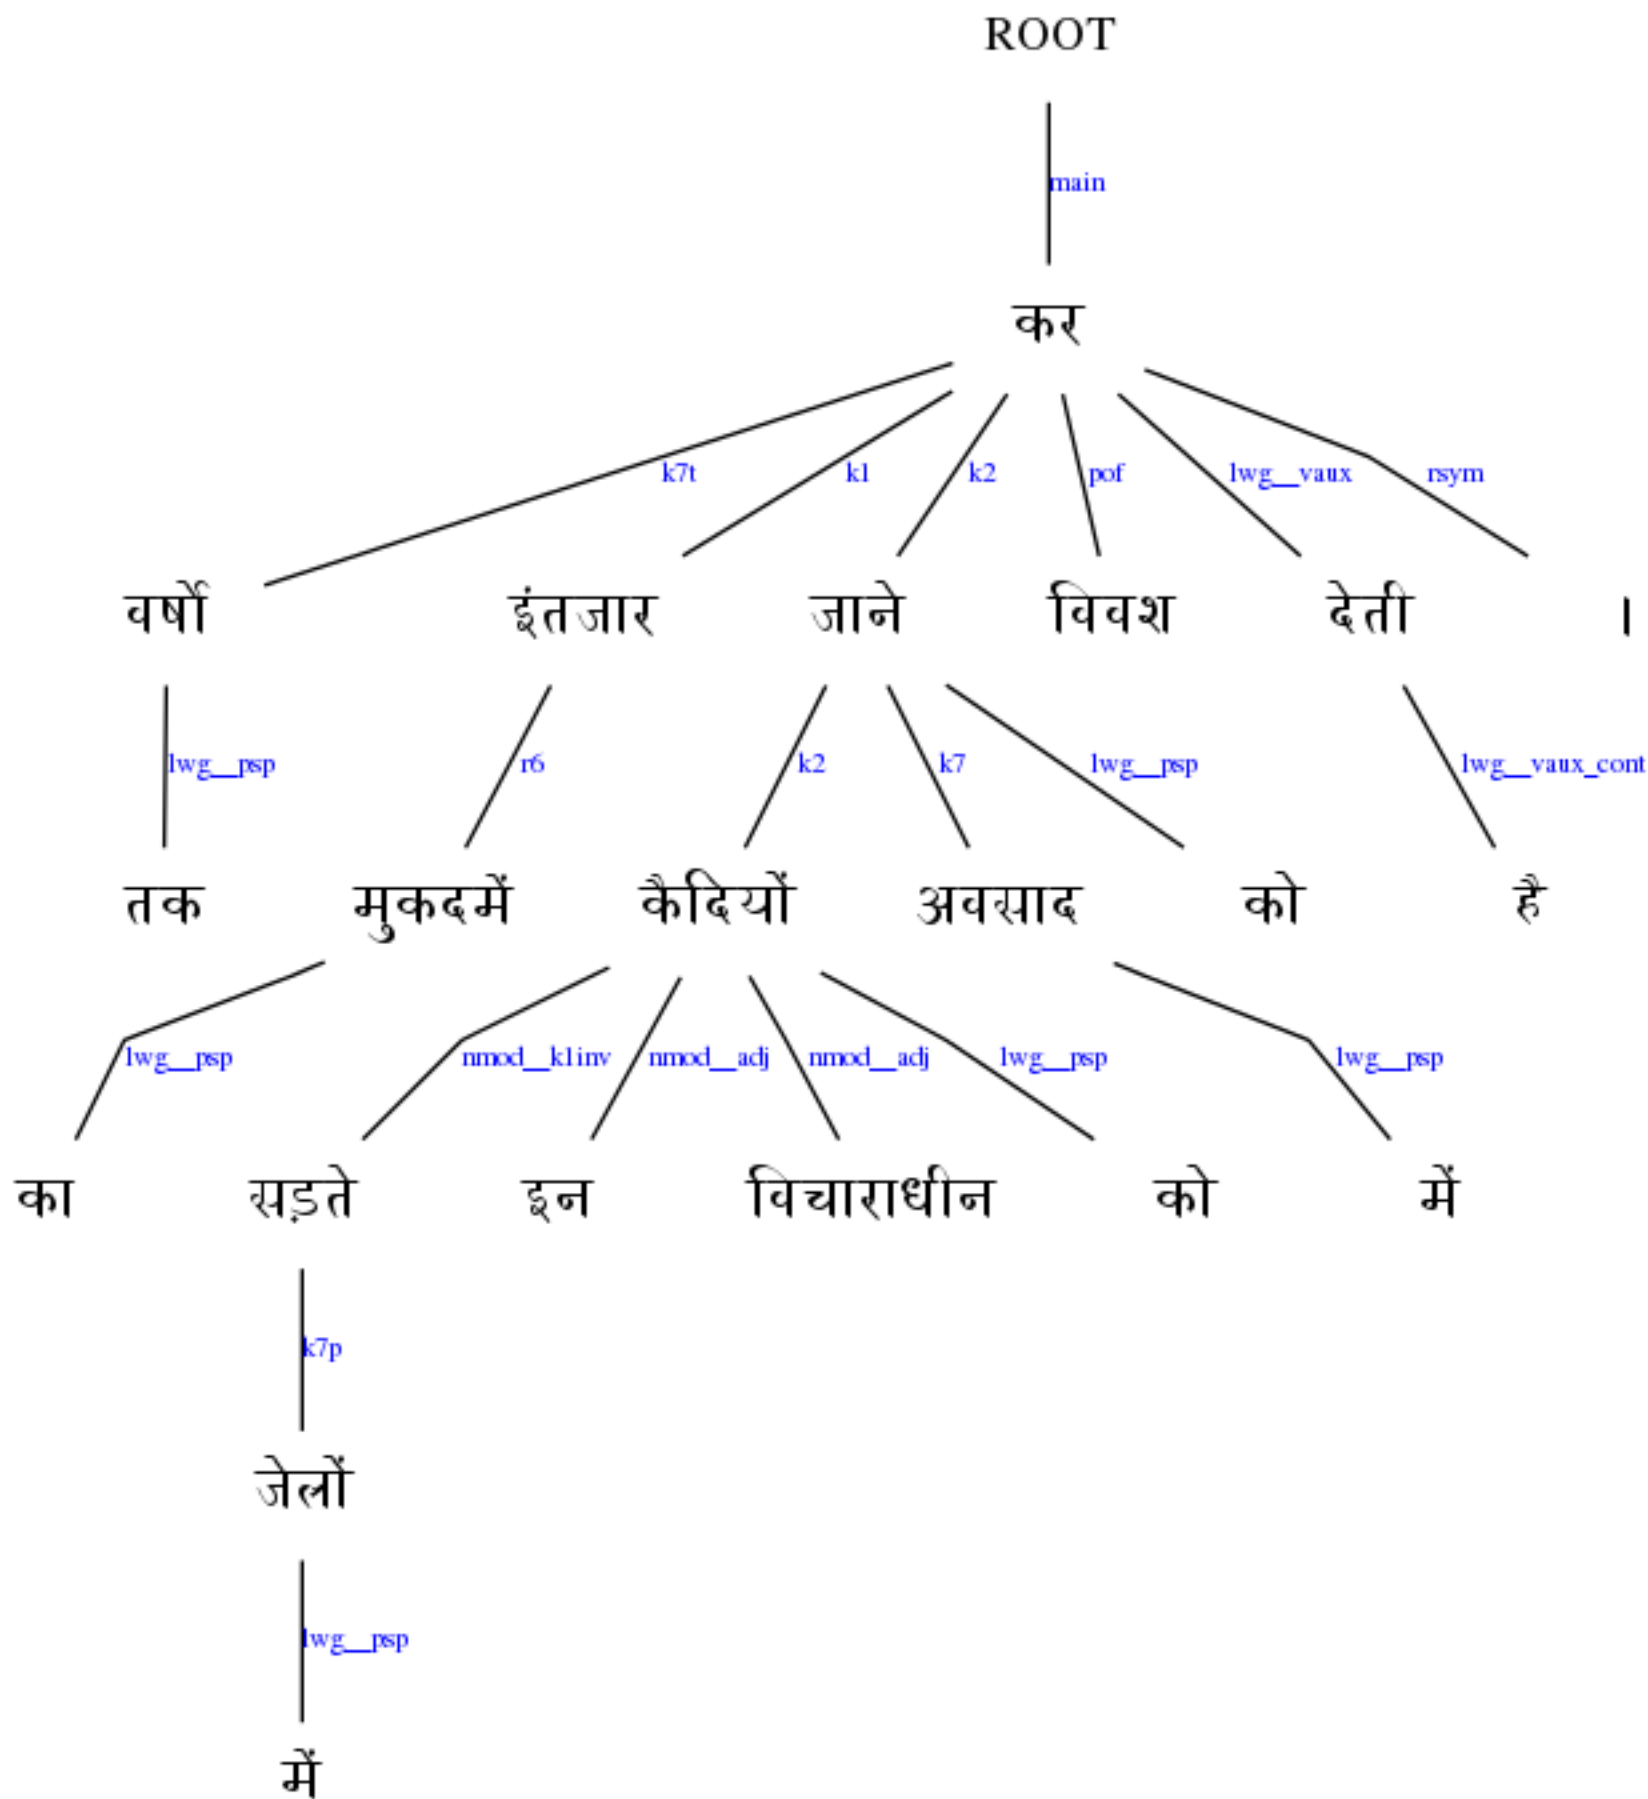 ROOT
main
कर
k7t k1 k2 pof lwg__vaux rsym
वर्षों इंतजार जाने विवश देती ।
lwg__psp r6 k2 k7 lwg__psp lwg__vaux_cont
तक मुकदमें कैदियों अवसाद को है
lwg__psp nmod__k1inv nmod__adj nmod__adj lwg__psp lwg__psp
का सड़ते इन विचाराधीन को में
k7p
जेलों
lwg__psp
में